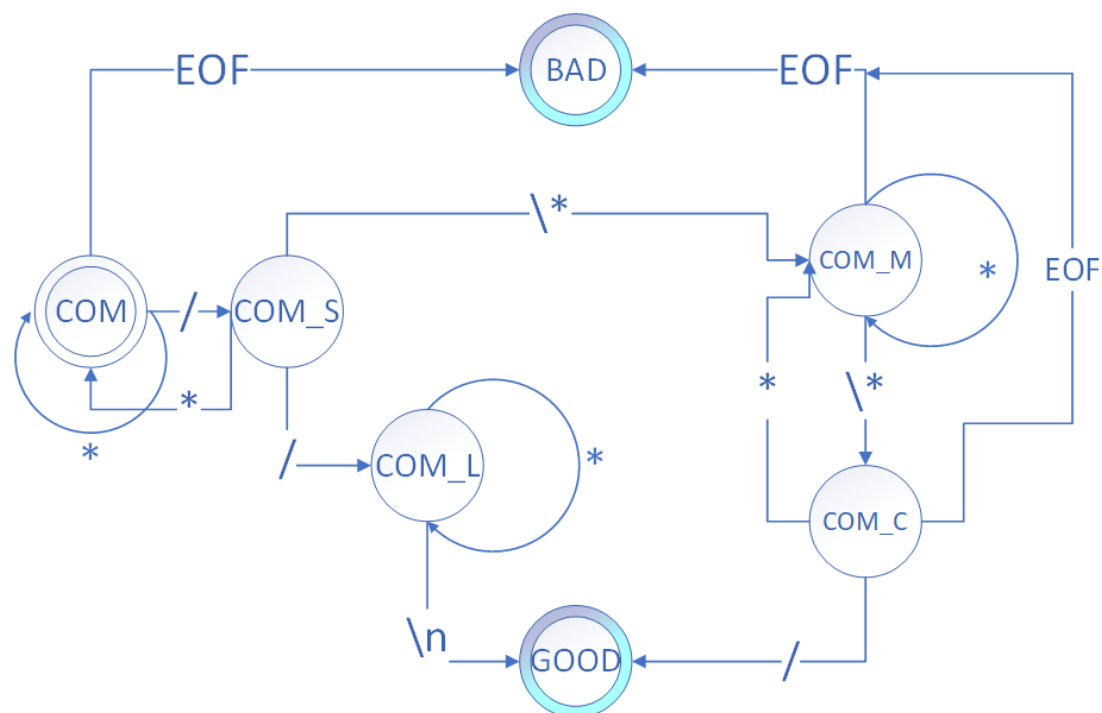 EOF
BAD
EOF
\*
COM_M
*
EOF
COM
/
COM_S
*
*
\*
*
/
COM_L
*
COM_C
\n
GOOD
/